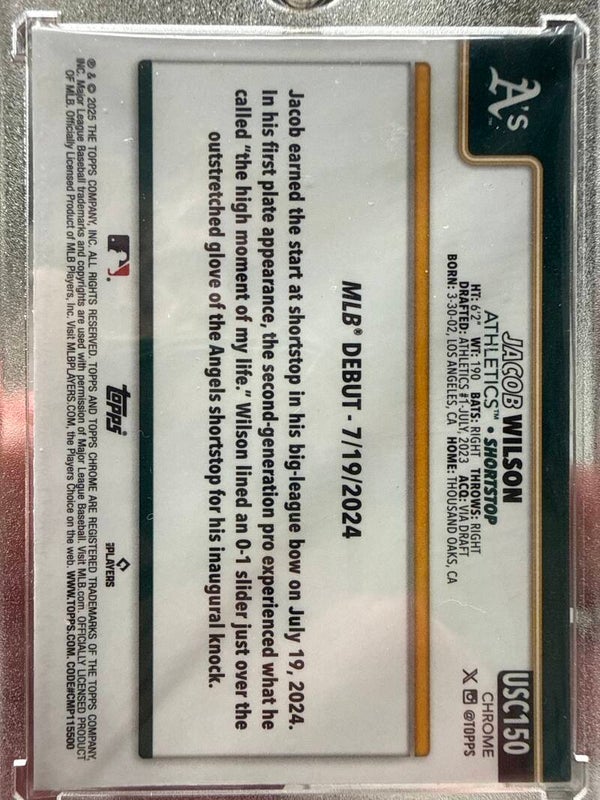 A's
JACOB WILSON
ATHLETICS™ • SHORTSTOP
HT: 6'2" WT: 190 BATS: RIGHT THROWS: RIGHT
DRAFTED: ATHLETICS #1-JULY, 2023 ACQ: VIA DRAFT
BORN: 3-30-02, LOS ANGELES, CA HOME: THOUSAND OAKS, CA
USC150
CHROME
X @TOPPS
MLB® DEBUT - 7/19/2024
Jacob earned the start at shortstop in his big-league bow on July 19, 2024.
In his first plate appearance, the second-generation pro experienced what he
called "the high moment of my life." Wilson lined an 0-1 slider just over the
outstretched glove of the Angels shortstop for his inaugural knock.
topps
PLAYERS
® & © 2025 THE TOPPS COMPANY, INC. ALL RIGHTS RESERVED. TOPPS AND TOPPS CHROME ARE REGISTERED TRADEMARKS OF THE TOPPS COMPANY,
INC. Major League Baseball trademarks and copyrights are used with permission of Major League Baseball. Visit MLB.com. OFFICIALLY LICENSED PRODUCT
OF MLB Players, Inc. Visit MLBPLAYERS.COM, the Players Choice on the web. WWW.TOPPS.COM. CODE#CMP115500